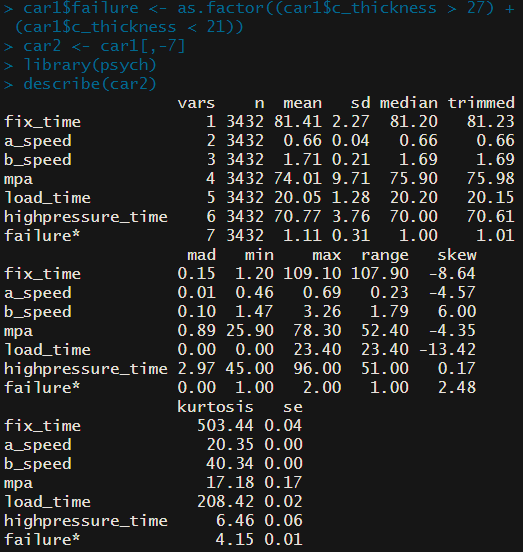 > car1$failure <- as.factor((car1$c_thickness > 27) +
(car1$c_thickness < 21))
> car2 <- car1[,-7]
> library(psych)
> describe(car2)
vars n mean sd median trimmed
fix_time 1 3432 81.41 2.27 81.20 81.23
a_speed 2 3432 0.66 0.04 0.66 0.66
b_speed 3 3432 1.71 0.21 1.69 1.69
mpa 4 3432 74.01 9.71 75.90 75.98
load_time 5 3432 20.05 1.28 20.20 20.15
highpressure_time 6 3432 70.77 3.76 70.00 70.61
failure* 7 3432 1.11 0.31 1.00 1.01
mad min max range skew
fix_time 0.15 1.20 109.10 107.90 -8.64
a_speed 0.01 0.46 0.69 0.23 -4.57
b_speed 0.10 1.47 3.26 1.79 6.00
mpa 0.89 25.90 78.30 52.40 -4.35
load_time 0.00 0.00 23.40 23.40 -13.42
highpressure_time 2.97 45.00 96.00 51.00 0.17
failure* 0.00 1.00 2.00 1.00 2.48
kurtosis se
fix_time 503.44 0.04
a_speed 20.35 0.00
b_speed 40.34 0.00
mpa 17.18 0.17
load_time 208.42 0.02
highpressure_time 6.46 0.06
failure* 4.15 0.01